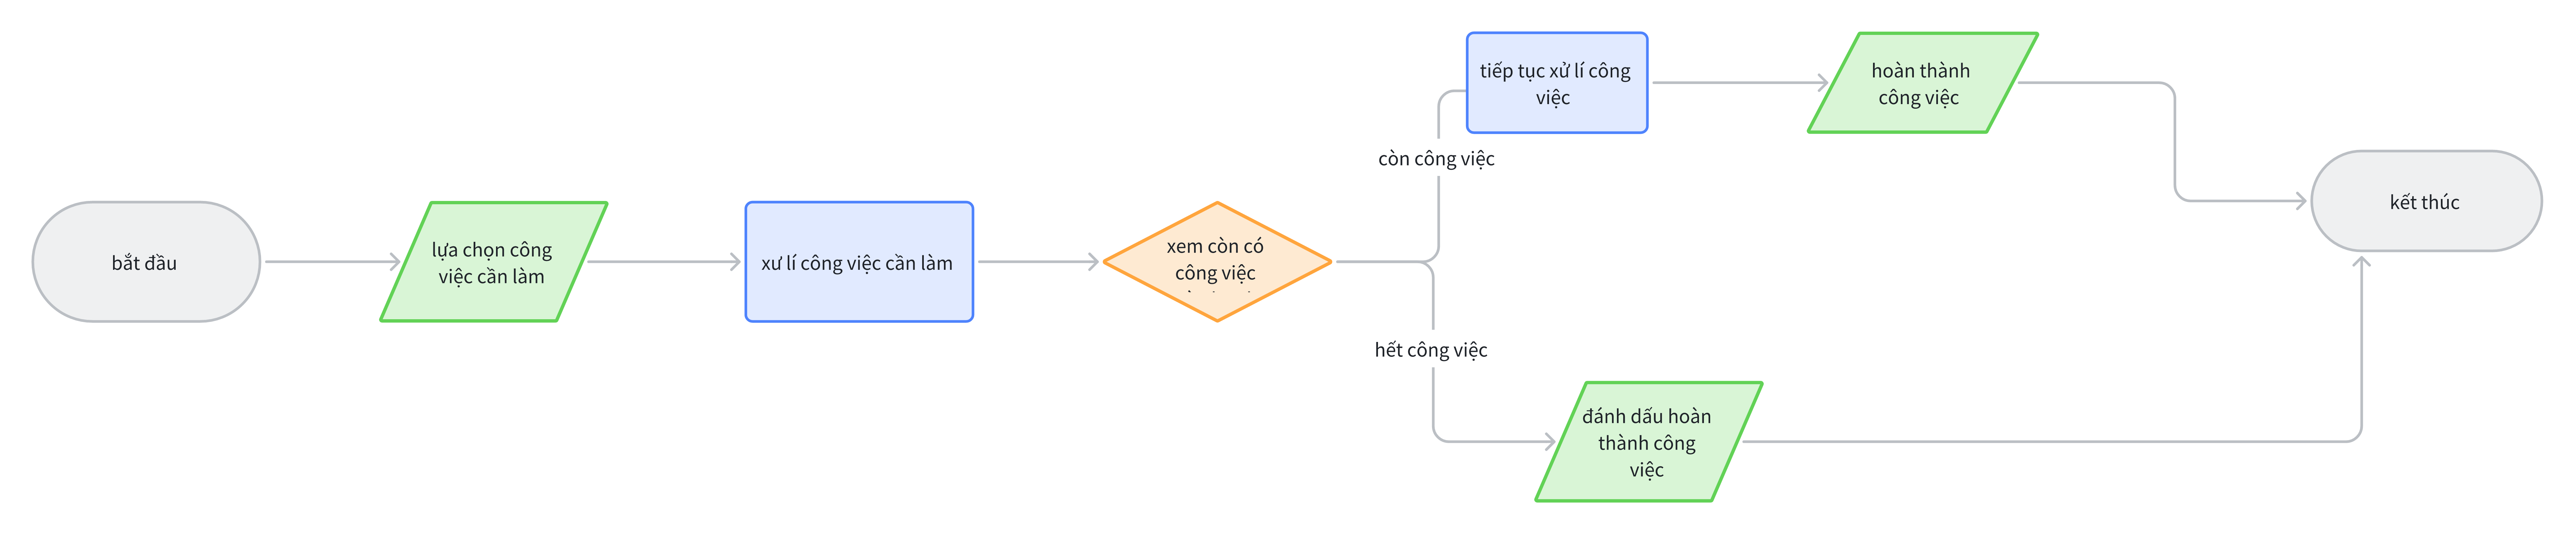 bắt đầu
lựa chọn công
việc cần làm
xư lí công việc cần làm
xem còn có
công việc
còn công việc
tiếp tục xử lí công
việc
hoàn thành
công việc
hết công việc
đánh dấu hoàn
thành công
việc
kết thúc